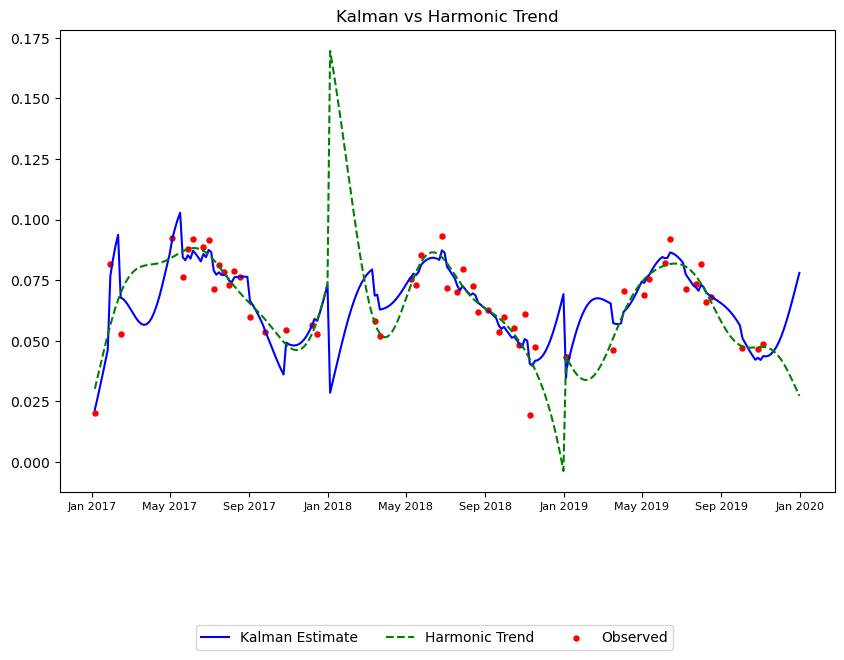 Kalman vs Harmonic Trend
0.175
0.150
0.125
0.100
0.075
0.050
0.025
0.000
Jan 2017 May 2017 Sep 2017 Jan 2018 May 2018 Sep 2018 Jan 2019 May 2019 Sep 2019 Jan 2020
Kalman Estimate Harmonic Trend Observed